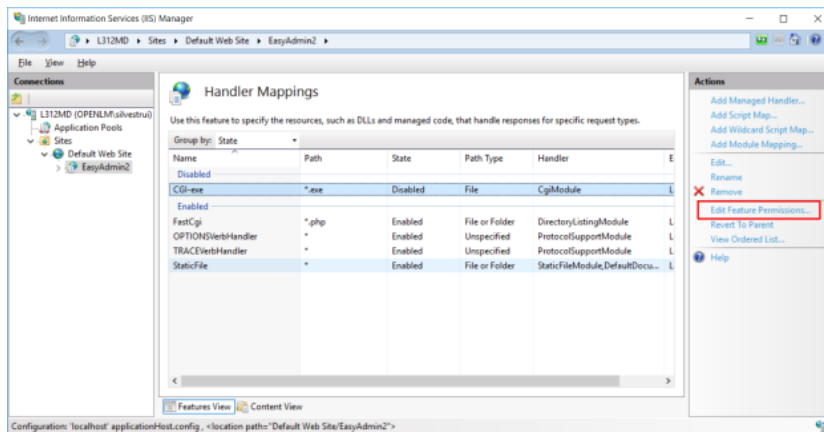 Internet Information Services (IIS) Manager
L312MD ▸ Sites ▸ Default Web Site ▸ EasyAdmin2 ▸
File View Help
Connections
L312MD (OPENLM\silvestrui)
Application Pools
Sites
Default Web Site
EasyAdmin2
Handler Mappings
Use this feature to specify the resources, such as DLLs and managed code, that handle responses for specific request types.
Group by: State
Name Path State Path Type Handler E
Disabled
CGI-exe *.exe Disabled File CgiModule L
Enabled
FastCgi *.php Enabled File or Folder DirectoryListingModule L
OPTIONSVerbHandler * Enabled Unspecified ProtocolSupportModule L
TRACEVerbHandler * Enabled Unspecified ProtocolSupportModule L
StaticFile * Enabled File or Folder StaticFileModule,DefaultDocu... L
Features View Content View
Actions
Add Managed Handler...
Add Script Map...
Add Wildcard Script Map...
Add Module Mapping...
Edit...
Rename
Remove
Edit Feature Permissions...
Revert To Parent
View Ordered List...
Help
Configuration: 'localhost' applicationHost.config , <location path="Default Web Site/EasyAdmin2">